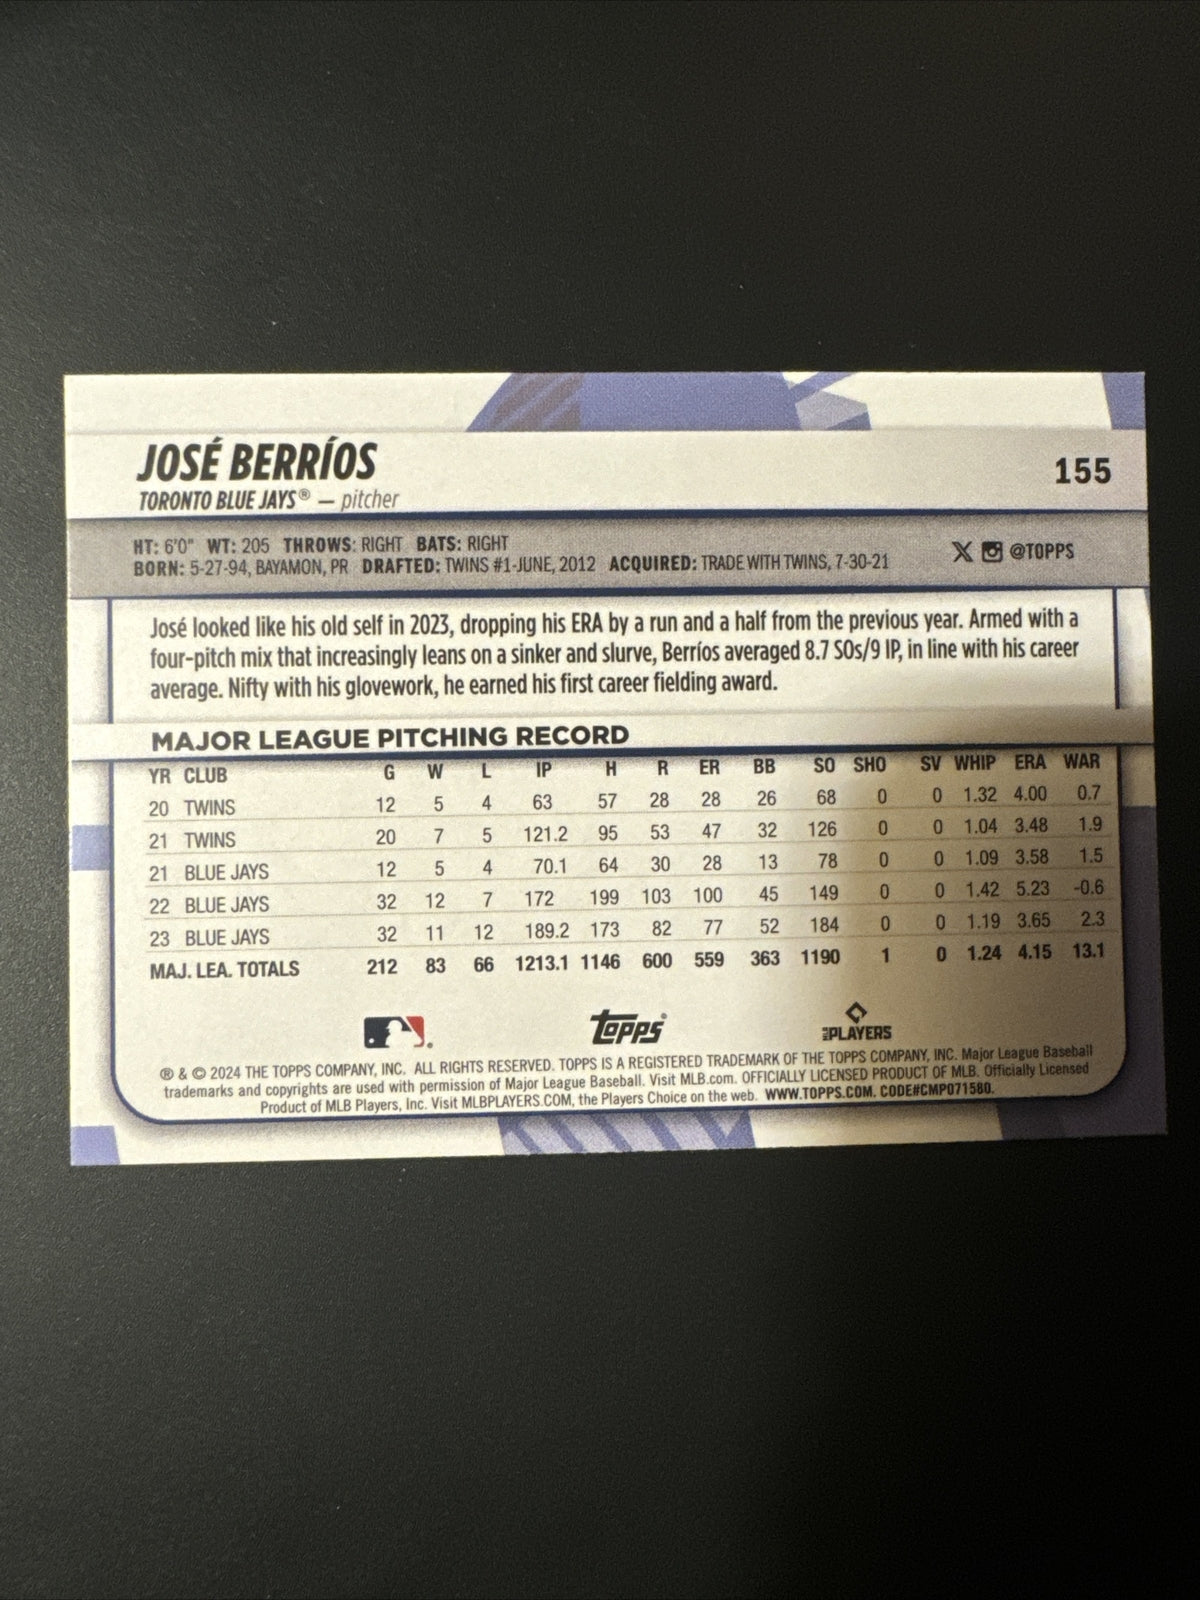 JOSÉ BERRÍOS
155
TORONTO BLUE JAYS® — pitcher
HT: 6'0" WT: 205 THROWS: RIGHT BATS: RIGHT
@TOPPS
BORN: 5-27-94, BAYAMON, PR DRAFTED: TWINS #1-JUNE, 2012 ACQUIRED: TRADE WITH TWINS, 7-30-21
José looked like his old self in 2023, dropping his ERA by a run and a half from the previous year. Armed with a
four-pitch mix that increasingly leans on a sinker and slurve, Berríos averaged 8.7 SOs/9 IP, in line with his career
average. Nifty with his glovework, he earned his first career fielding award.
MAJOR LEAGUE PITCHING RECORD
YR CLUB G W L IP H R ER BB SO SHO SV WHIP ERA WAR
20 TWINS 12 5 4 63 57 28 28 26 68 0 0 1.32 4.00 0.7
21 TWINS 20 7 5 121.2 95 53 47 32 126 0 0 1.04 3.48 1.9
21 BLUE JAYS 12 5 4 70.1 64 30 28 13 78 0 0 1.09 3.58 1.5
22 BLUE JAYS 32 12 7 172 199 103 100 45 149 0 0 1.42 5.23 -0.6
23 BLUE JAYS 32 11 12 189.2 173 82 77 52 184 0 0 1.19 3.65 2.3
MAJ. LEA. TOTALS 212 83 66 1213.1 1146 600 559 363 1190 1 0 1.24 4.15 13.1
Topps®
MLB PLAYERS
® & © 2024 THE TOPPS COMPANY, INC. ALL RIGHTS RESERVED. TOPPS IS A REGISTERED TRADEMARK OF THE TOPPS COMPANY, INC. Major League Baseball
trademarks and copyrights are used with permission of Major League Baseball. Visit MLB.com. OFFICIALLY LICENSED PRODUCT OF MLB. Officially Licensed
Product of MLB Players, Inc. Visit MLBPLAYERS.COM, the Players Choice on the web. WWW.TOPPS.COM. CODE#CMP071580.